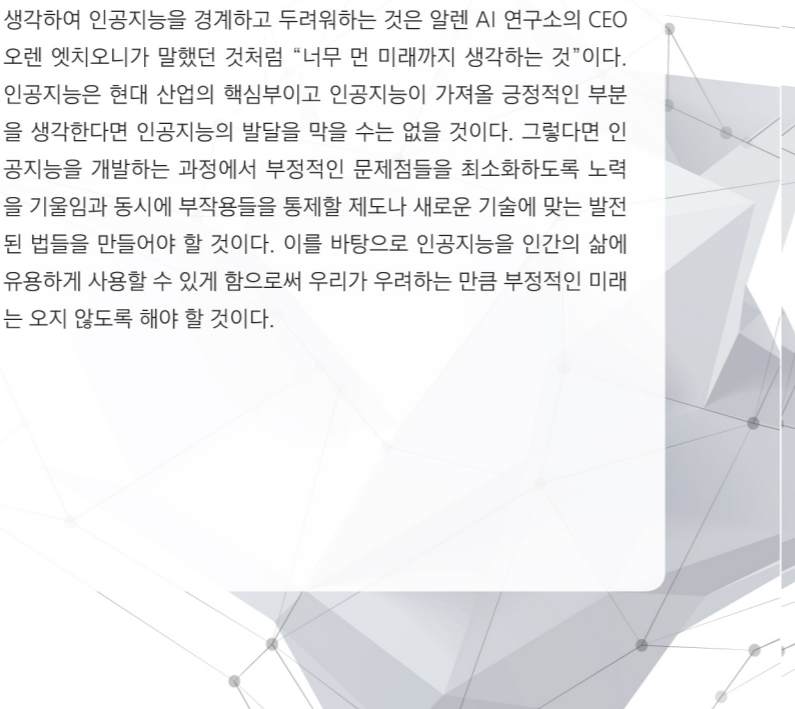 생각하여 인공지능을 경계하고 두려워하는 것은 알렌 AI 연구소의 CEO
오렌 엣치오니가 말했던 것처럼 “너무 먼 미래까지 생각하는 것”이다.
인공지능은 현대 산업의 핵심부이고 인공지능이 가져올 긍정적인 부분
을 생각한다면 인공지능의 발달을 막을 수는 없을 것이다. 그렇다면 인
공지능을 개발하는 과정에서 부정적인 문제점들을 최소화하도록 노력
을 기울임과 동시에 부작용들을 통제할 제도나 새로운 기술에 맞는 발전
된 법들을 만들어야 할 것이다. 이를 바탕으로 인공지능을 인간의 삶에
유용하게 사용할 수 있게 함으로써 우리가 우려하는 만큼 부정적인 미래
는 오지 않도록 해야 할 것이다.